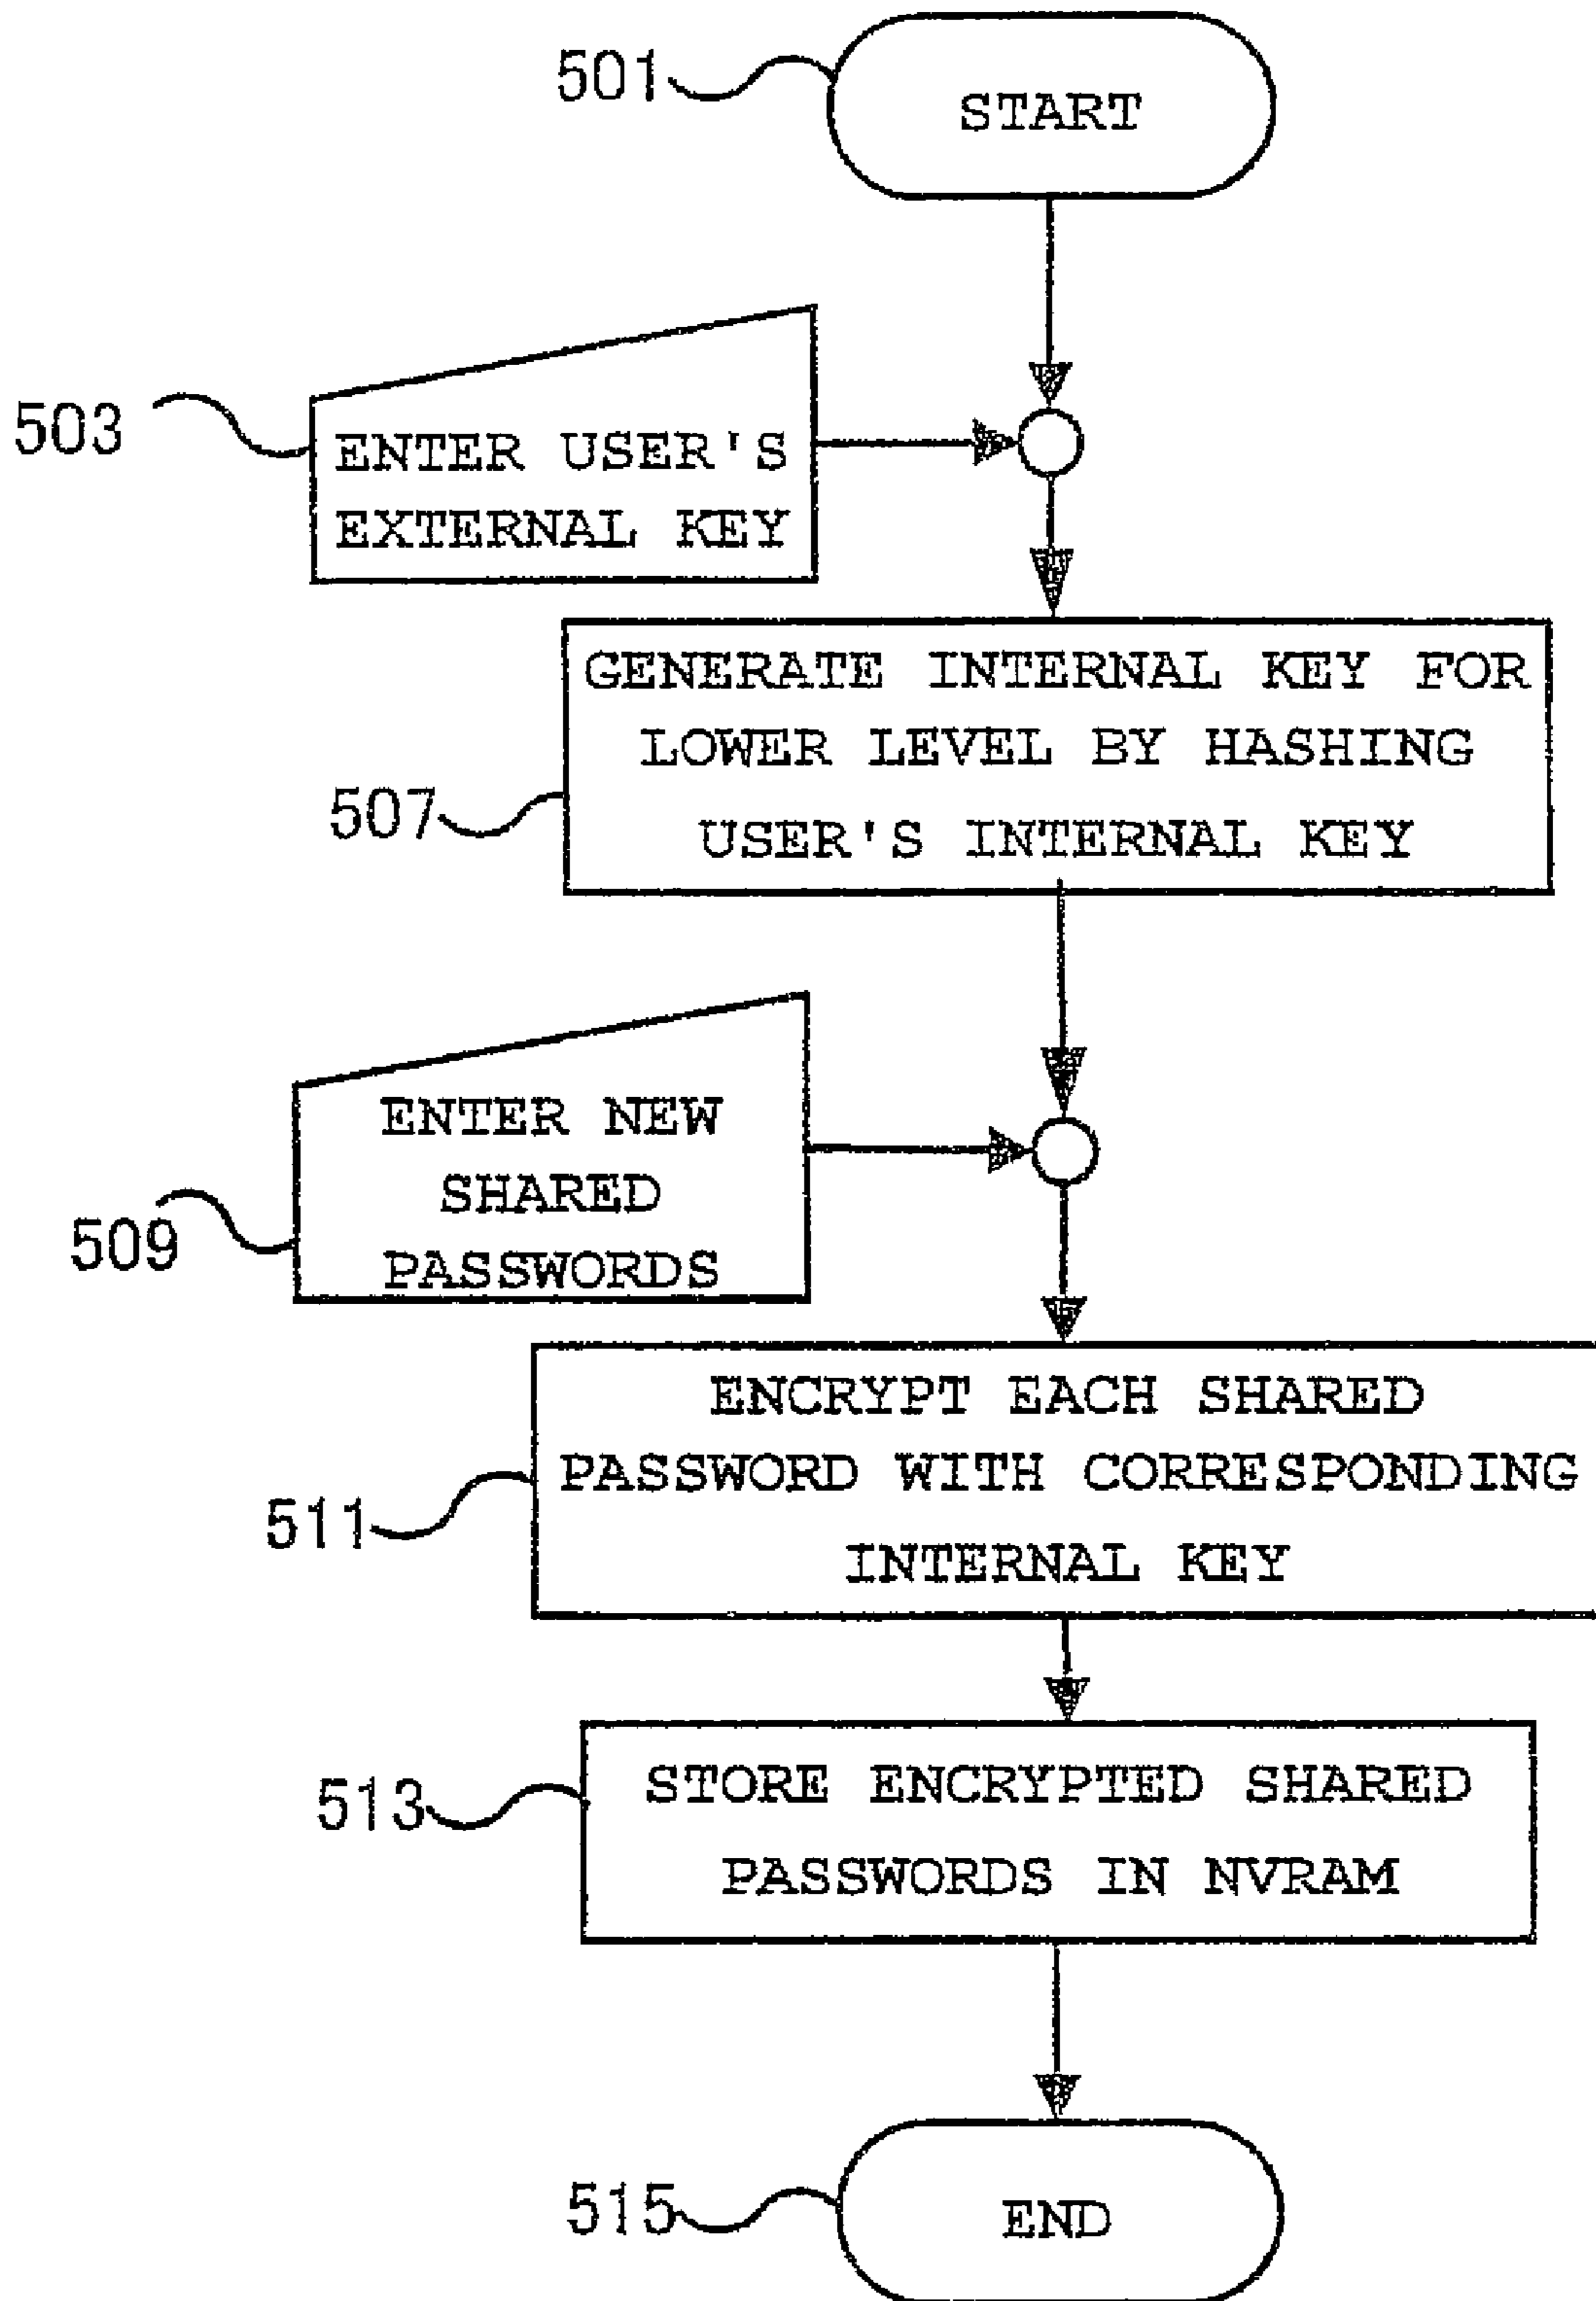 501
START
503
ENTER USER'S
EXTERNAL KEY
GENERATE INTERNAL KEY FOR
LOWER LEVEL BY HASHING
USER'S INTERNAL KEY
507
ENTER NEW
SHARED
PASSWORDS
509
ENCRYPT EACH SHARED
PASSWORD WITH CORRESPONDING
INTERNAL KEY
511
STORE ENCRYPTED SHARED
PASSWORDS IN NVRAM
513
515
END